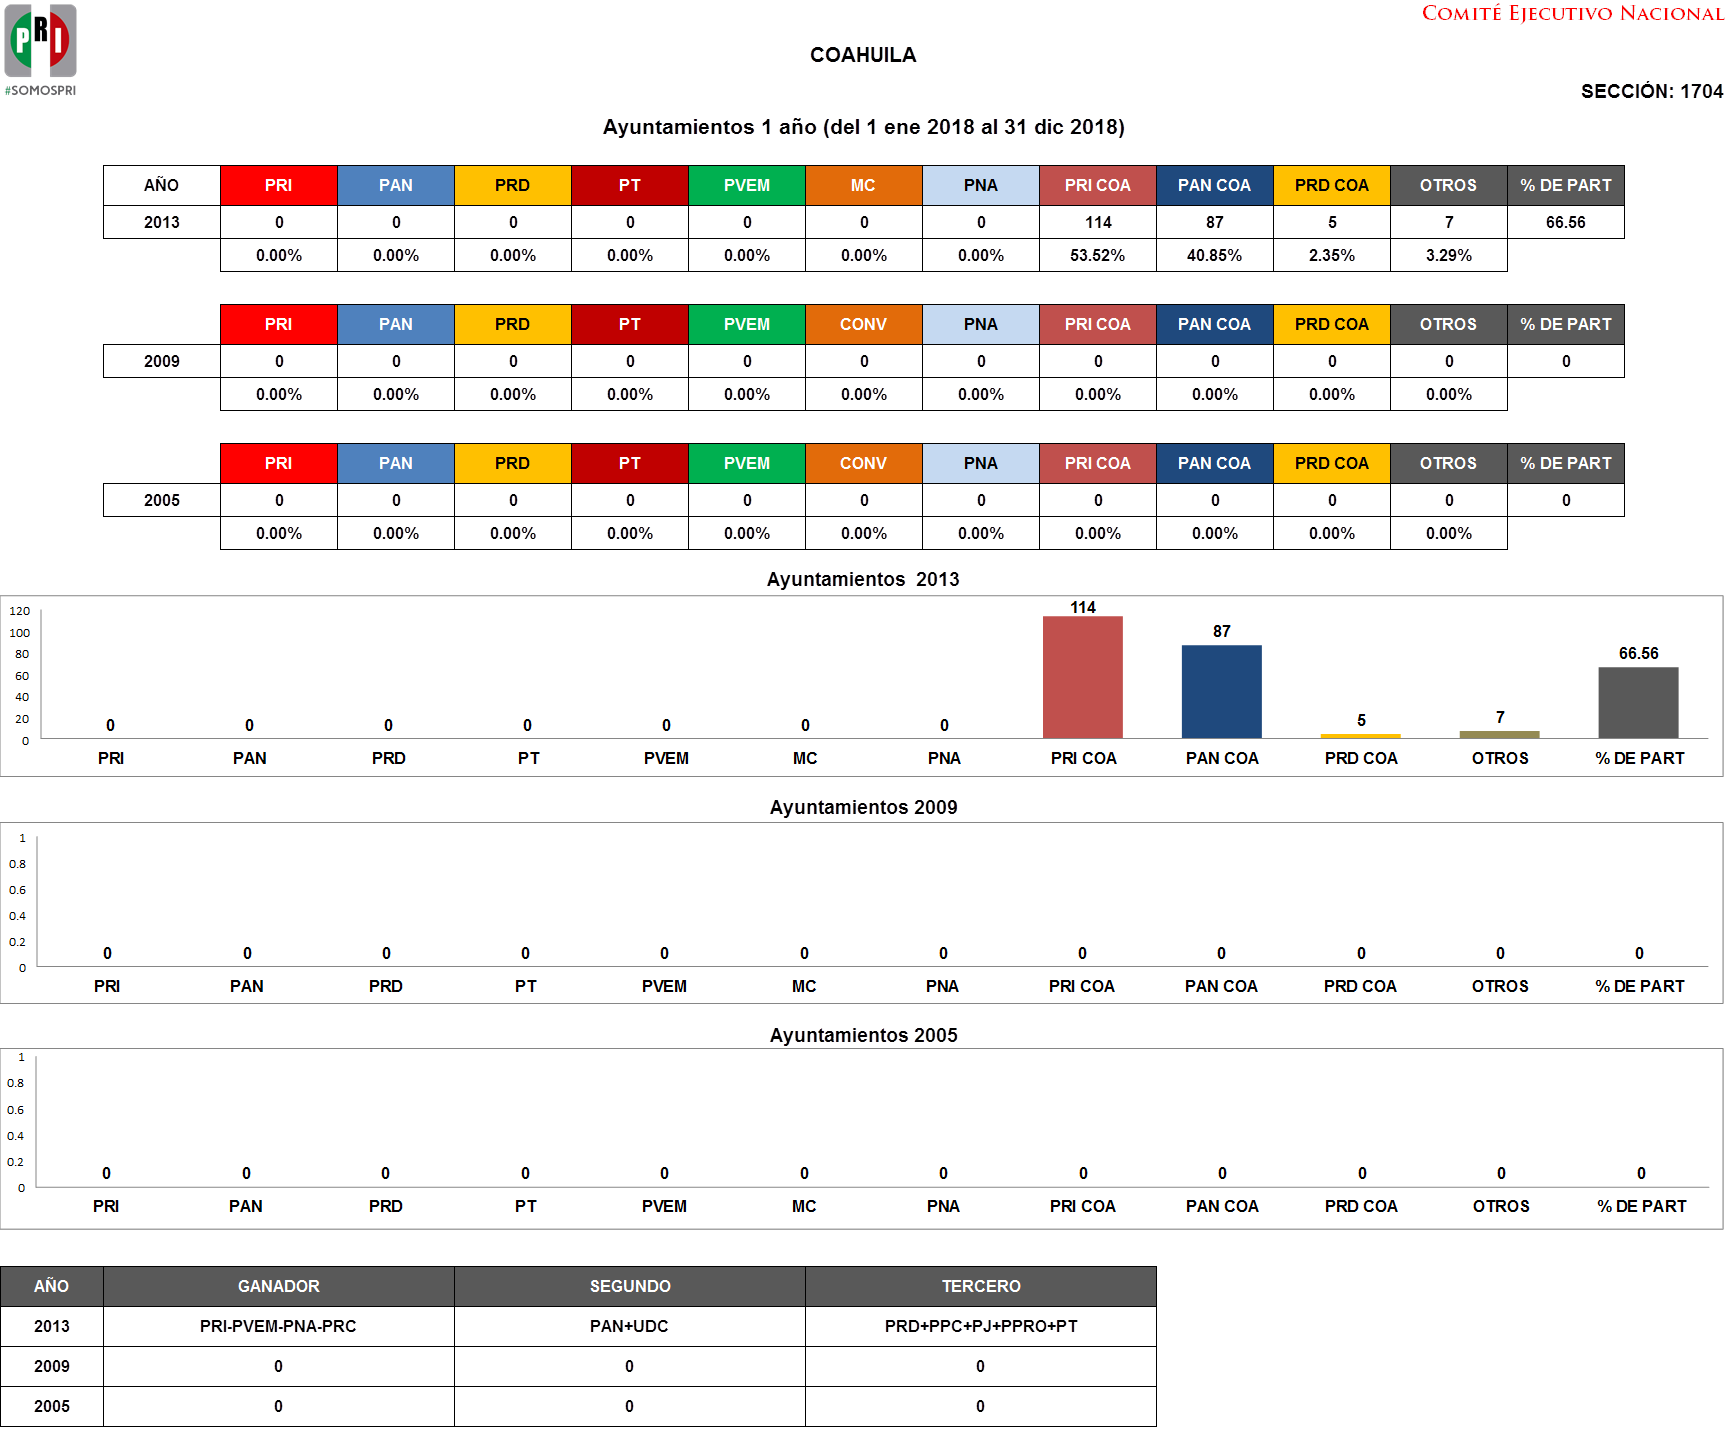 PRI
#SOMOSPRI
COMITÉ EJECUTIVO NACIONAL
COAHUILA
SECCIÓN: 1704
Ayuntamientos 1 año (del 1 ene 2018 al 31 dic 2018)
AÑO PRI PAN PRD PT PVEM MC PNA PRI COA PAN COA PRD COA OTROS % DE PART
2013 0 0 0 0 0 0 0 114 87 5 7 66.56
0.00% 0.00% 0.00% 0.00% 0.00% 0.00% 0.00% 53.52% 40.85% 2.35% 3.29%
PRI PAN PRD PT PVEM CONV PNA PRI COA PAN COA PRD COA OTROS % DE PART
2009 0 0 0 0 0 0 0 0 0 0 0 0
0.00% 0.00% 0.00% 0.00% 0.00% 0.00% 0.00% 0.00% 0.00% 0.00% 0.00%
PRI PAN PRD PT PVEM CONV PNA PRI COA PAN COA PRD COA OTROS % DE PART
2005 0 0 0 0 0 0 0 0 0 0 0 0
0.00% 0.00% 0.00% 0.00% 0.00% 0.00% 0.00% 0.00% 0.00% 0.00% 0.00%
Ayuntamientos 2013
120
100
80
60
40
20
0
0 0 0 0 0 0 0 114 87 5 7 66.56
PRI PAN PRD PT PVEM MC PNA PRI COA PAN COA PRD COA OTROS % DE PART
Ayuntamientos 2009
1
0.8
0.6
0.4
0.2
0
0 0 0 0 0 0 0 0 0 0 0 0
PRI PAN PRD PT PVEM MC PNA PRI COA PAN COA PRD COA OTROS % DE PART
Ayuntamientos 2005
1
0.8
0.6
0.4
0.2
0
0 0 0 0 0 0 0 0 0 0 0 0
PRI PAN PRD PT PVEM MC PNA PRI COA PAN COA PRD COA OTROS % DE PART
AÑO GANADOR SEGUNDO TERCERO
2013 PRI-PVEM-PNA-PRC PAN+UDC PRD+PPC+PJ+PPRO+PT
2009 0 0 0
2005 0 0 0